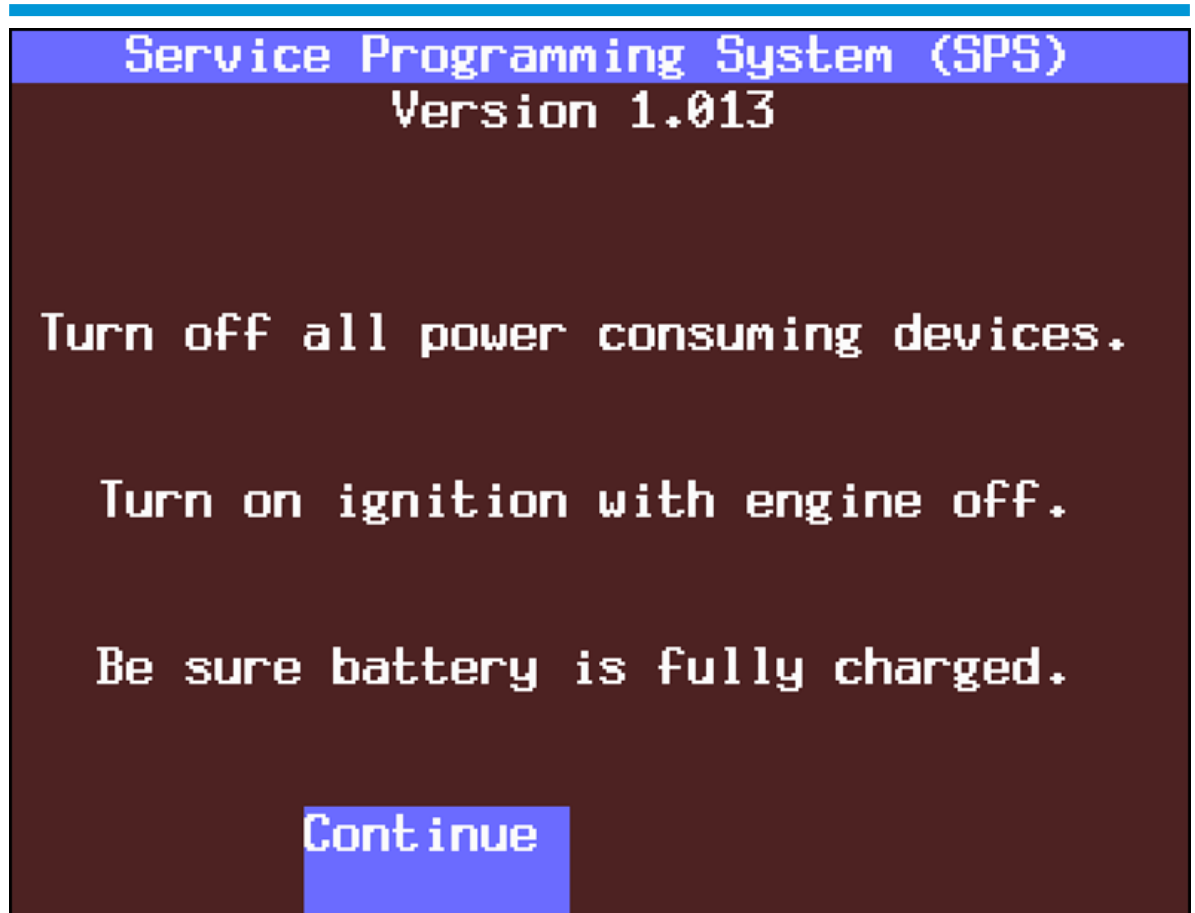 Service Programming System (SPS)
Version 1.013
Turn off all power consuming devices.
Turn on ignition with engine off.
Be sure battery is fully charged.
Continue